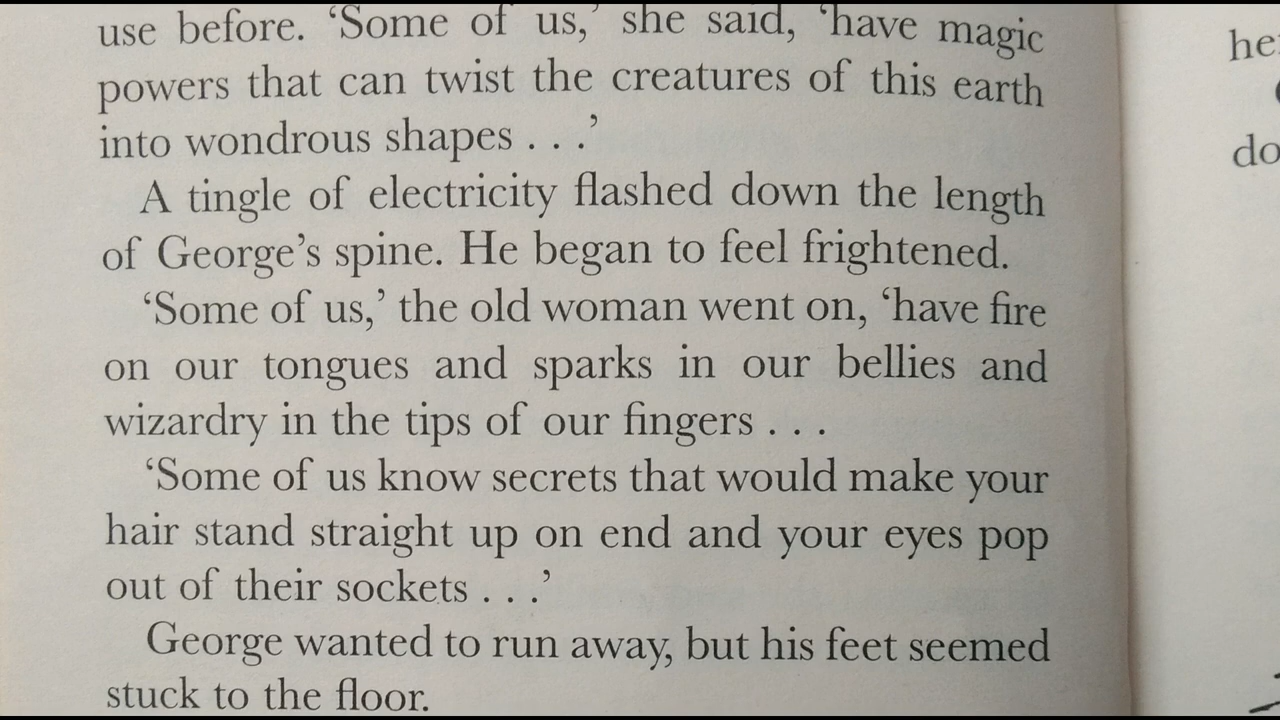 use before. ‘Some of us,’ she said, ‘have magic
powers that can twist the creatures of this earth
into wondrous shapes . . .’
A tingle of electricity flashed down the length
of George’s spine. He began to feel frightened.
‘Some of us,’ the old woman went on, ‘have fire
on our tongues and sparks in our bellies and
wizardry in the tips of our fingers . . .
‘Some of us know secrets that would make your
hair stand straight up on end and your eyes pop
out of their sockets . . .’
George wanted to run away, but his feet seemed
stuck to the floor.